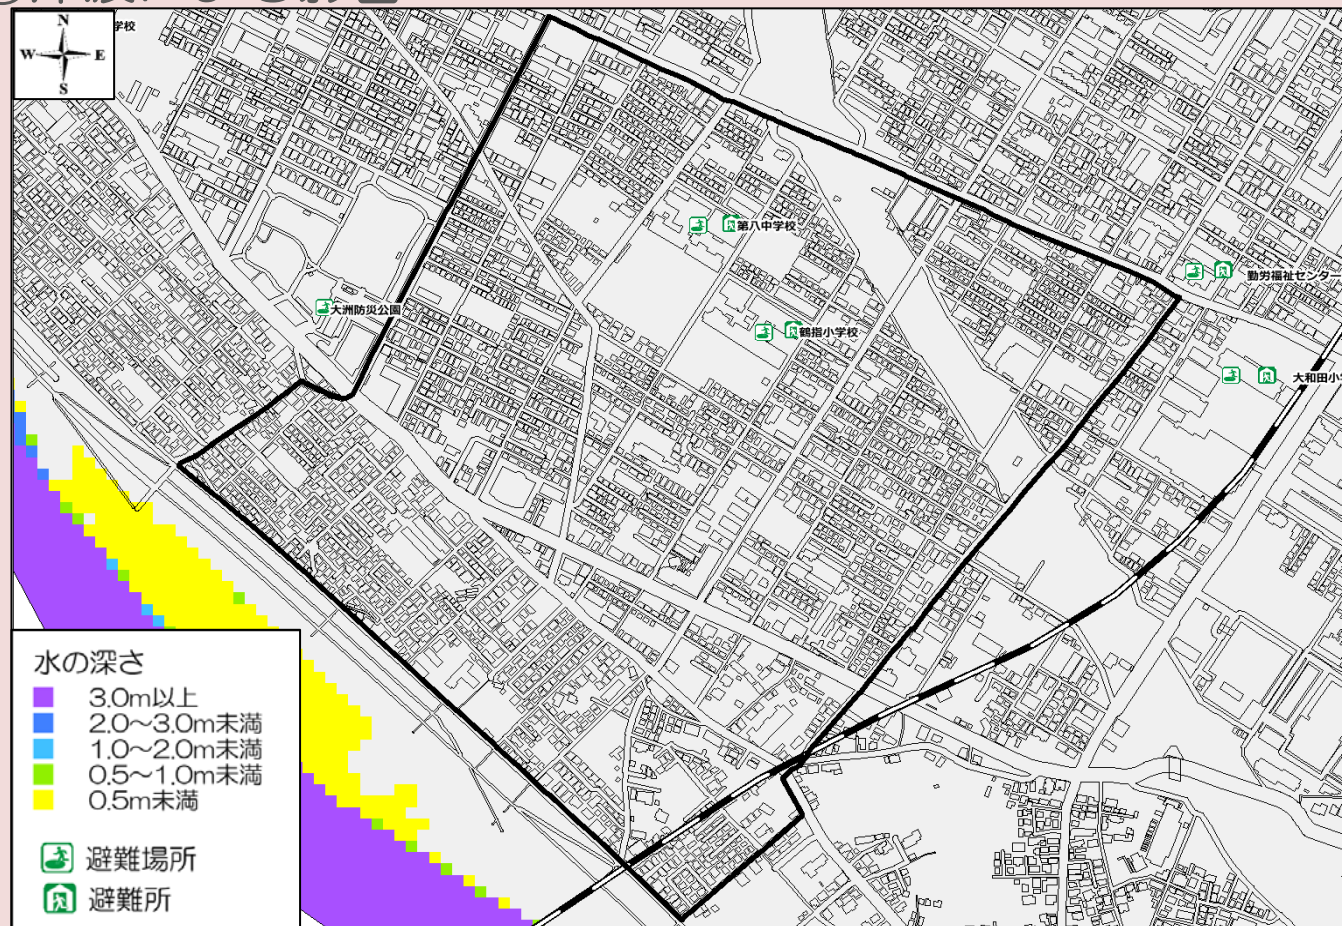 N
W E
S
学校
第八中学校
勤労福祉センター
大洲防災公園
鶴指小学校
大和田小
水の深さ
3.0m以上
2.0～3.0m未満
1.0～2.0m未満
0.5～1.0m未満
0.5m未満
避難場所
避難所